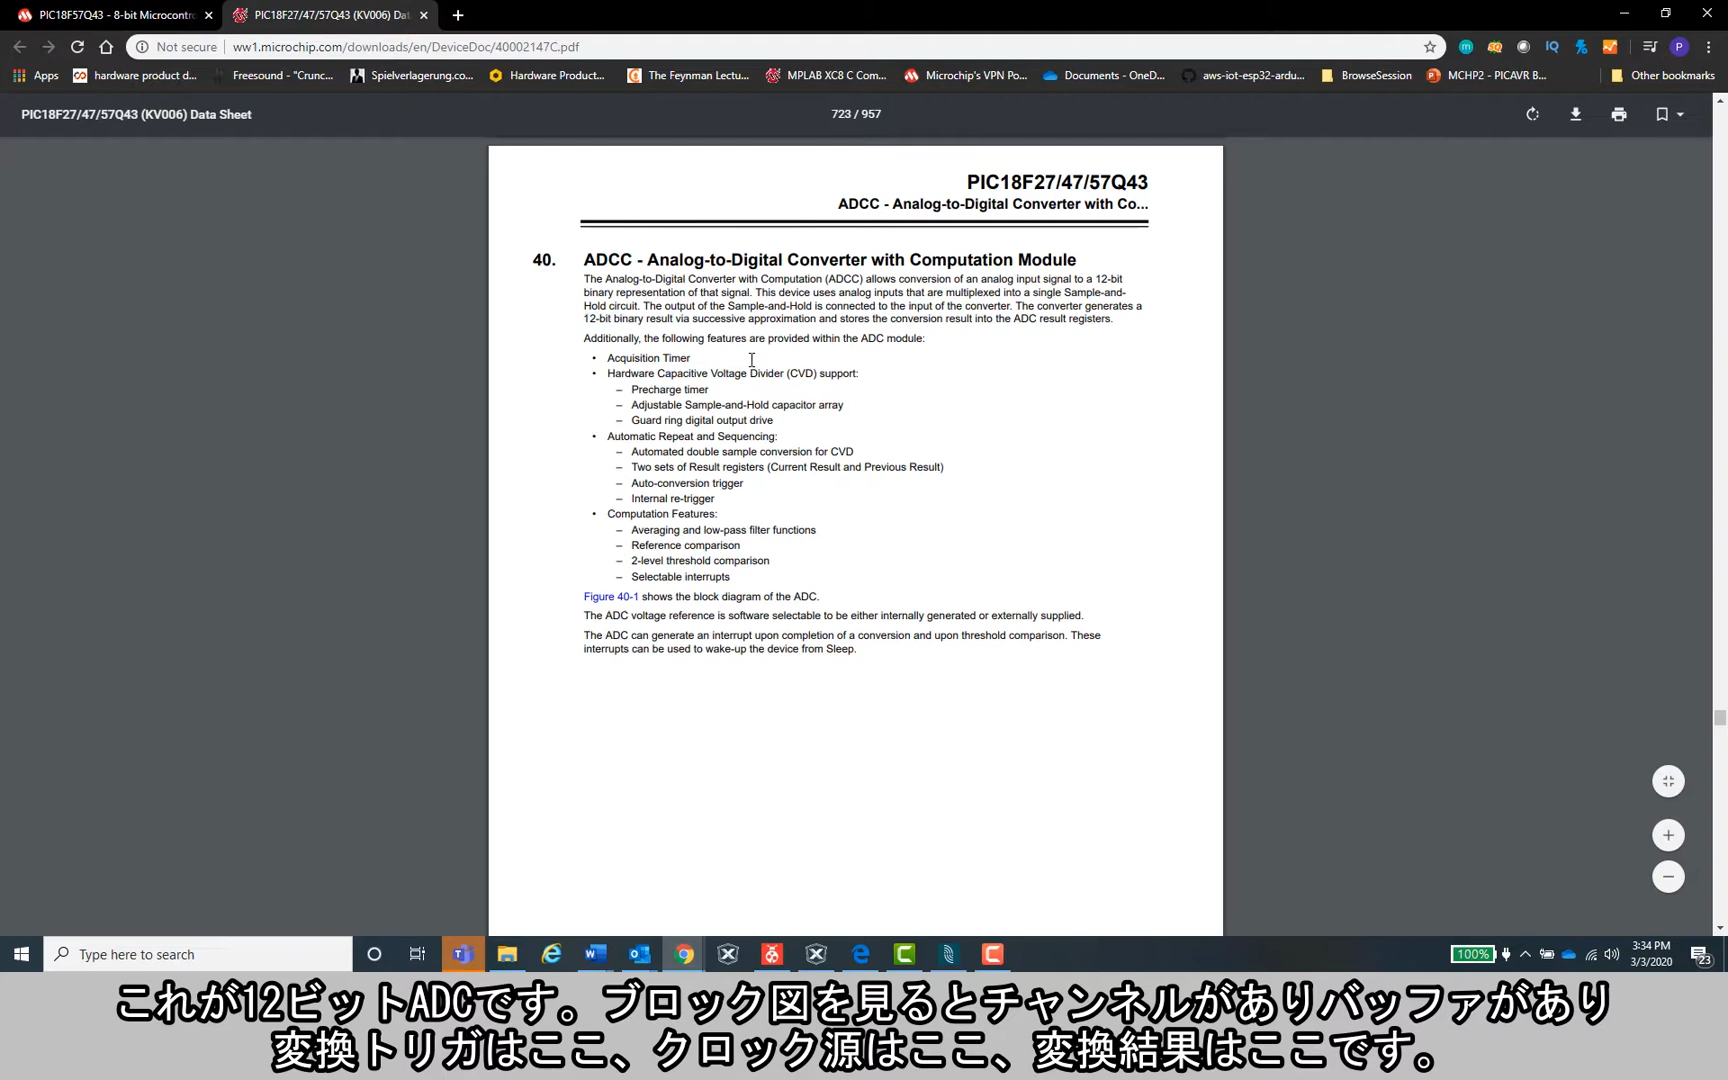 PIC18F57Q43 - 8-bit Microcontro
PIC18F27/47/57Q43 (KV006) Dat
Not secure | ww1.microchip.com/downloads/en/DeviceDoc/40002147C.pdf
Apps
hardware product d...
Freesound - "Crunc...
Spielverlagerung.co...
Hardware Product...
The Feynman Lectu...
MPLAB XC8 C Com...
Microchip's VPN Po...
Documents - OneD...
aws-iot-esp32-ardu...
BrowseSession
MCHP2 - PICAVR B...
Other bookmarks
PIC18F27/47/57Q43 (KV006) Data Sheet
723 / 957
PIC18F27/47/57Q43
ADCC - Analog-to-Digital Converter with Co...
40. ADCC - Analog-to-Digital Converter with Computation Module
The Analog-to-Digital Converter with Computation (ADCC) allows conversion of an analog input signal to a 12-bit
binary representation of that signal. This device uses analog inputs that are multiplexed into a single Sample-and-
Hold circuit. The output of the Sample-and-Hold is connected to the input of the converter. The converter generates a
12-bit binary result via successive approximation and stores the conversion result into the ADC result registers.
Additionally, the following features are provided within the ADC module:
• Acquisition Timer
• Hardware Capacitive Voltage Divider (CVD) support:
– Precharge timer
– Adjustable Sample-and-Hold capacitor array
– Guard ring digital output drive
• Automatic Repeat and Sequencing:
– Automated double sample conversion for CVD
– Two sets of Result registers (Current Result and Previous Result)
– Auto-conversion trigger
– Internal re-trigger
• Computation Features:
– Averaging and low-pass filter functions
– Reference comparison
– 2-level threshold comparison
– Selectable interrupts
Figure 40-1 shows the block diagram of the ADC.
The ADC voltage reference is software selectable to be either internally generated or externally supplied.
The ADC can generate an interrupt upon completion of a conversion and upon threshold comparison. These
interrupts can be used to wake-up the device from Sleep.
Type here to search
100%
3:34 PM
3/3/2020
23
これが12ビットADCです。ブロック図を見るとチャンネルがありバッファがあり
変換トリガはここ、クロック源はここ、変換結果はここです。